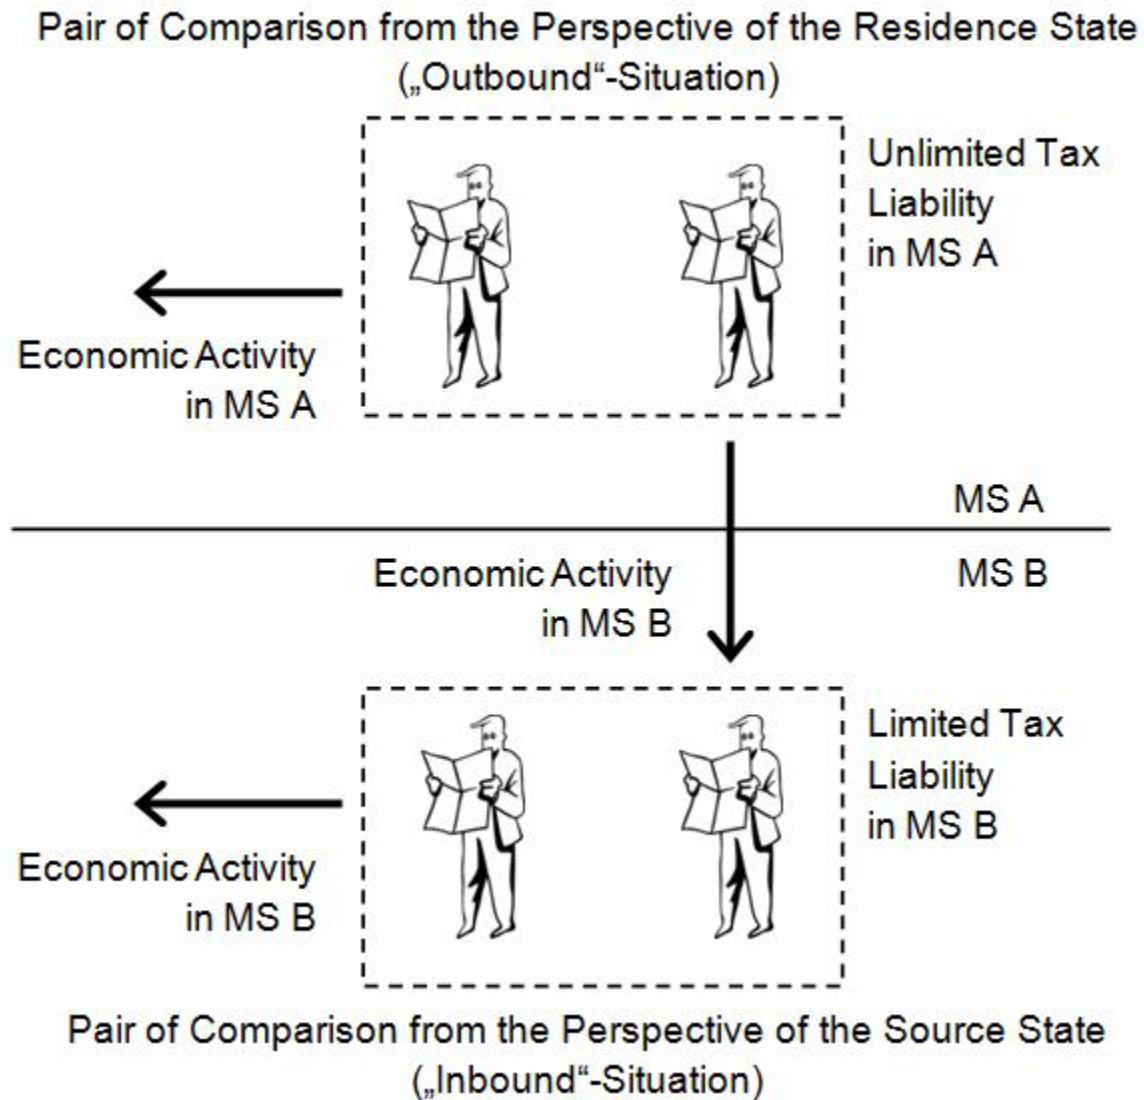 Pair of Comparison from the Perspective of the Residence State
(„Outbound“-Situation)
Unlimited Tax
Liability
in MS A
Economic Activity
in MS A
MS A
Economic Activity
in MS B
MS B
Limited Tax
Liability
in MS B
Economic Activity
in MS B
Pair of Comparison from the Perspective of the Source State
(„Inbound“-Situation)